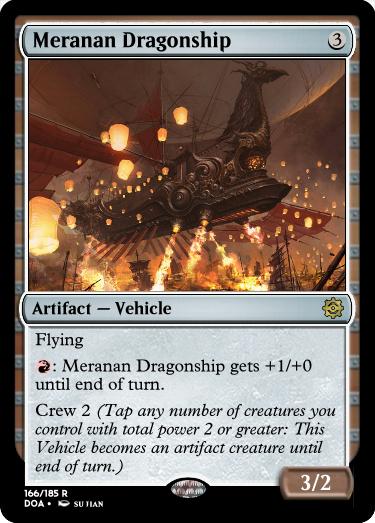 Meranan Dragonship 3
Artifact — Vehicle
Flying
: Meranan Dragonship gets +1/+0
until end of turn.
Crew 2 (Tap any number of creatures you
control with total power 2 or greater: This
Vehicle becomes an artifact creature until
end of turn.)
3/2
166/185 R
DOA • SU JIAN